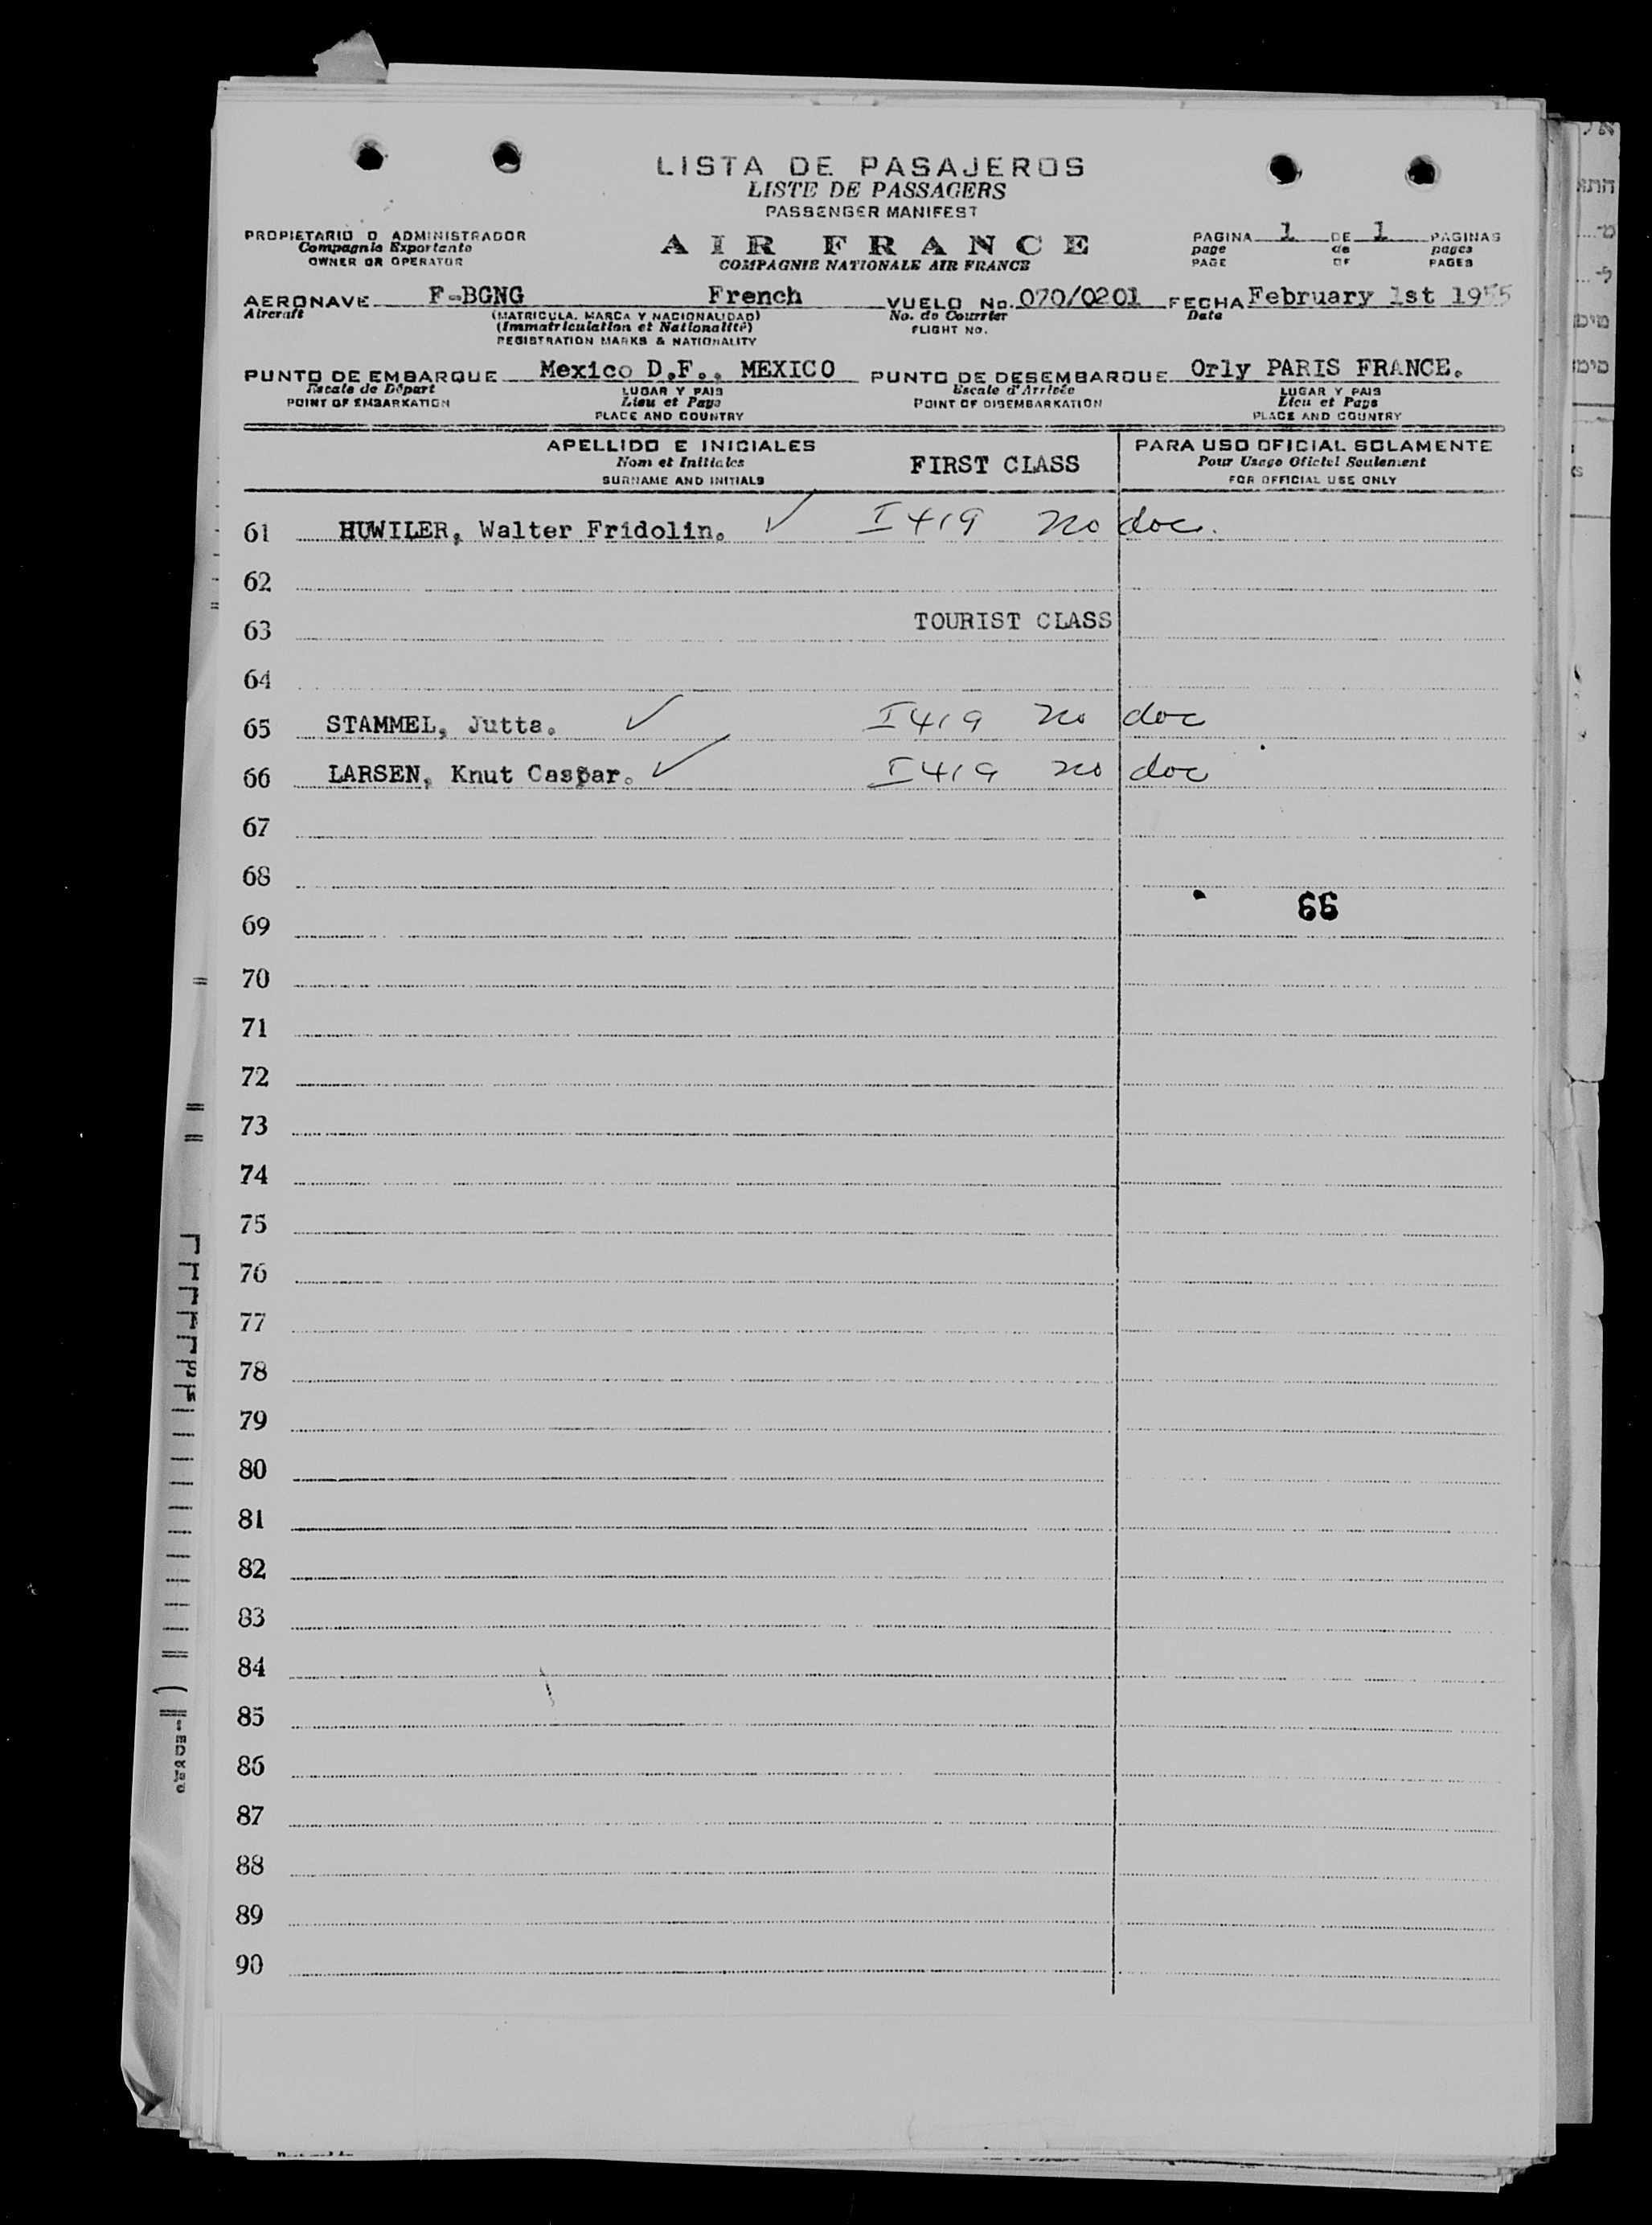 LISTA DE PASAJEROS
LISTE DE PASSAGERS
PASSENGER MANIFEST
PROPIETARIO O ADMINISTRADOR
Compagnie Exportante
OWNER OR OPERATOR
AIR FRANCE
COMPAGNIE NATIONALE AIR FRANCE
PAGINA 1 DE 1 PAGINAS
page de pages
PAGE OF PAGES
AERONAVE F-BGNG French VUELO No. 070/0201 FECHA February 1st 1955
Aircraft (MATRICULA, MARCA Y NACIONALIDAD) No. de Courrier Date
(Immatriculation et Nationalité) FLIGHT NO.
REGISTRATION MARKS & NATIONALITY
PUNTO DE EMBARQUE Mexico D.F., MEXICO PUNTO DE DESEMBARQUE Orly PARIS FRANCE.
Escale de Départ LUGAR Y PAIS Escale d'Arrivée LUGAR Y PAIS
POINT OF EMBARKATION Lieu et Pays POINT OF DISEMBARKATION Lieu et Pays
PLACE AND COUNTRY PLACE AND COUNTRY
APELLIDO E INICIALES PARA USO OFICIAL SOLAMENTE
Nom et Initiales FIRST CLASS Pour Usage Oficiel Seulement
SURNAME AND INITIALS FOR OFFICIAL USE ONLY
61 HUWILER, Walter Fridolin. ✓ I419 no doc.
62
63 TOURIST CLASS
64
65 STAMMEL, Jutta. ✓ I419 no doc
66 LARSEN, Knut Caspar. ✓ I419 no doc
67
68
66
69
70
71
72
73
74
75
76
77
78
79
80
81
82
83
84
85
86
87
88
89
90